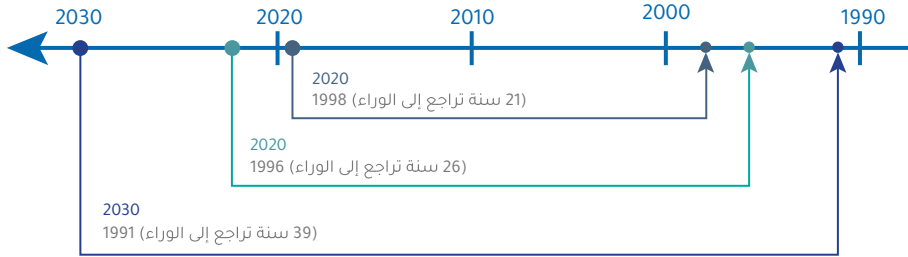 1990 2000 2010 2020 2030
2020
1998 (21 سنة تراجع إلى الوراء)
2020
1996 (26 سنة تراجع إلى الوراء)
2030
1991 (39 سنة تراجع إلى الوراء)